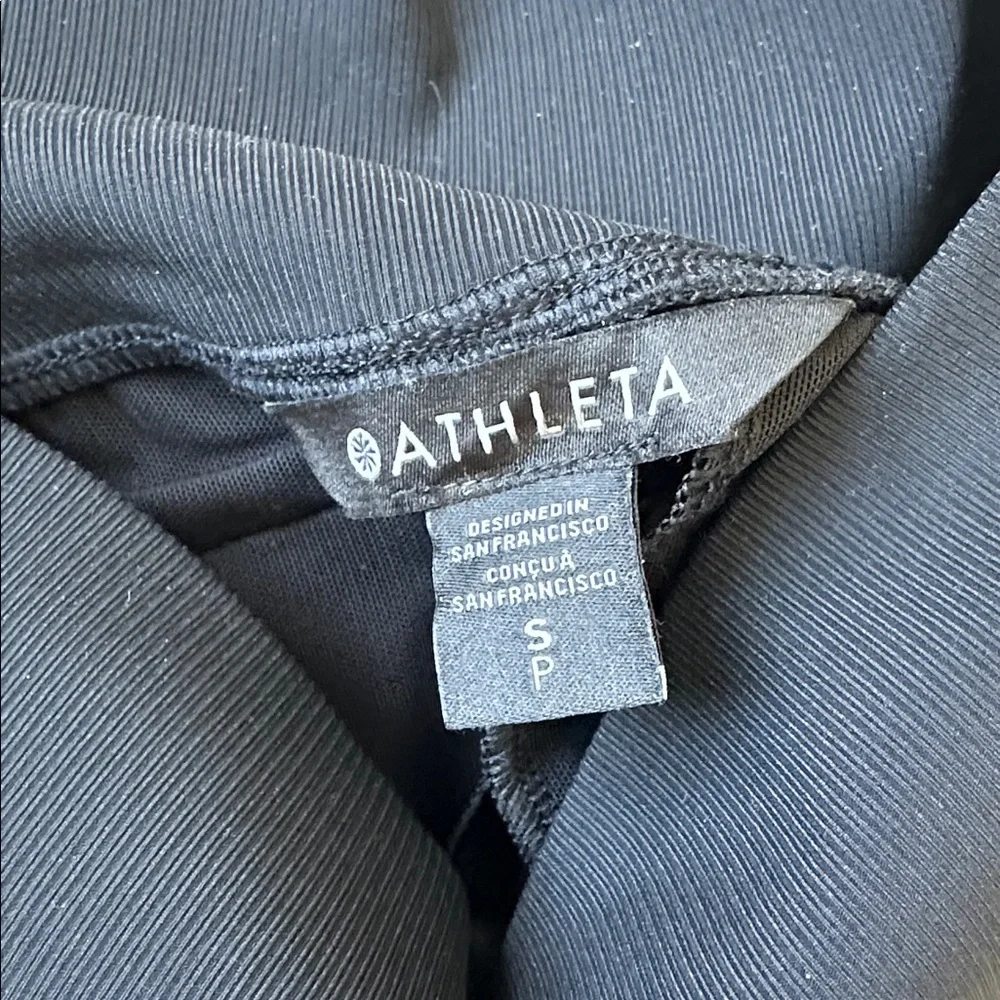 ATHLETA
DESIGNED IN
SAN FRANCISCO
CONÇU À
SAN FRANCISCO
S
P